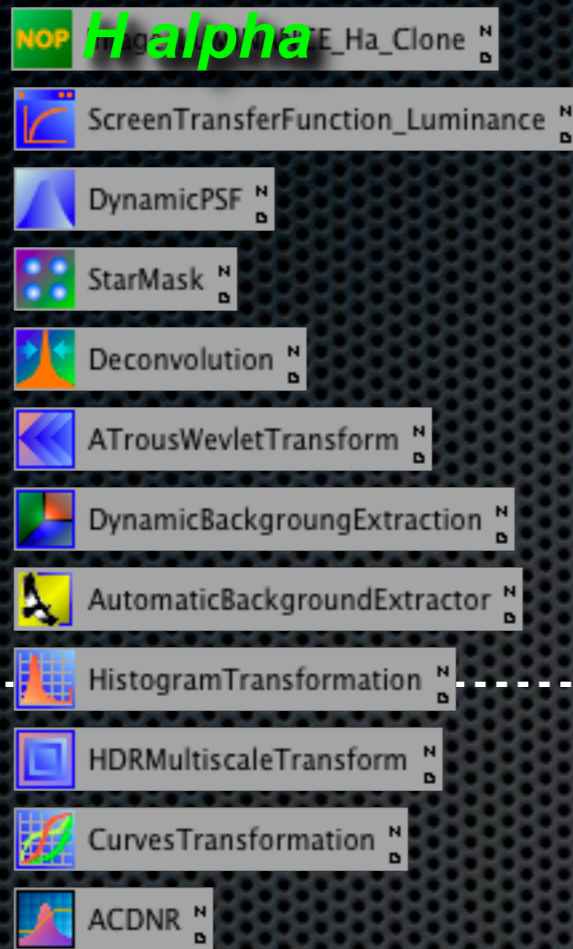 NOP H alpha E_Ha_Clone N D
ScreenTransferFunction_Luminance N D
DynamicPSF N D
StarMask N D
Deconvolution N D
ATrousWevletTransform N D
DynamicBackgroungExtraction N D
AutomaticBackgroundExtractor N D
HistogramTransformation N D
HDRMultiscaleTransform N D
CurvesTransformation N D
ACDNR N D